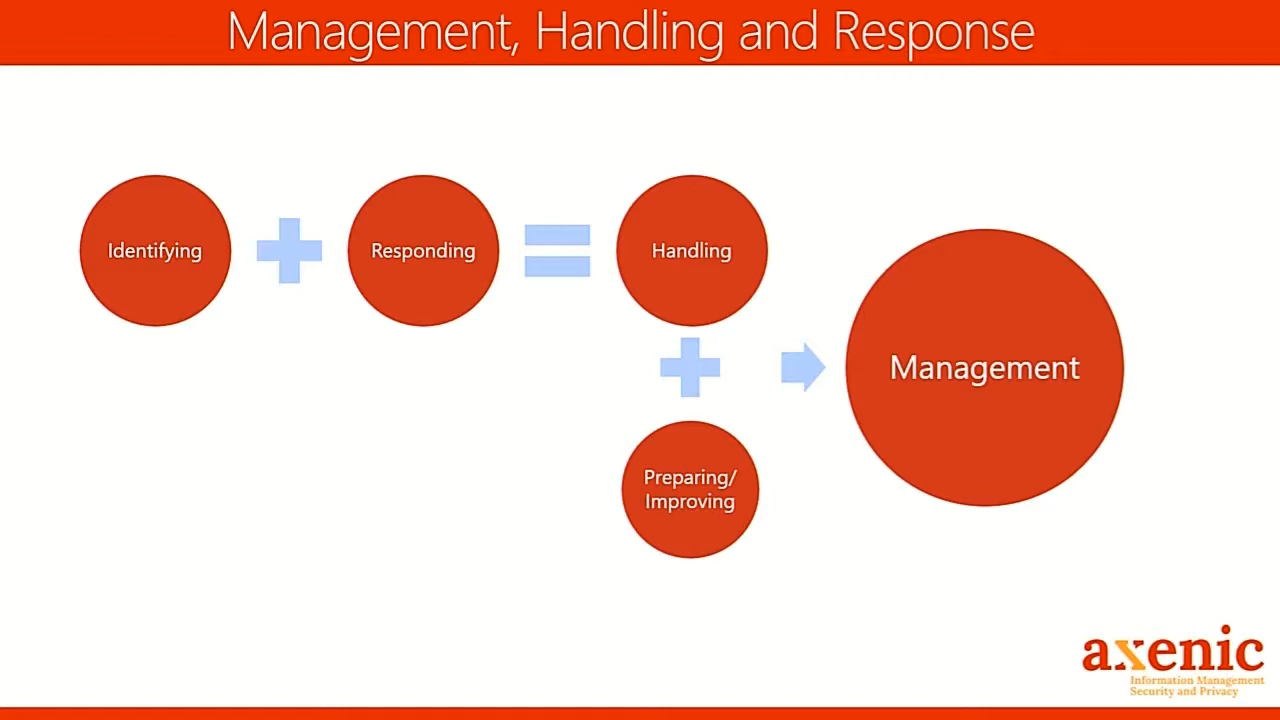 Management, Handling and Response
Identifying
Responding
Handling
Management
Preparing/
Improving
axenic
Information Management
Security and Privacy